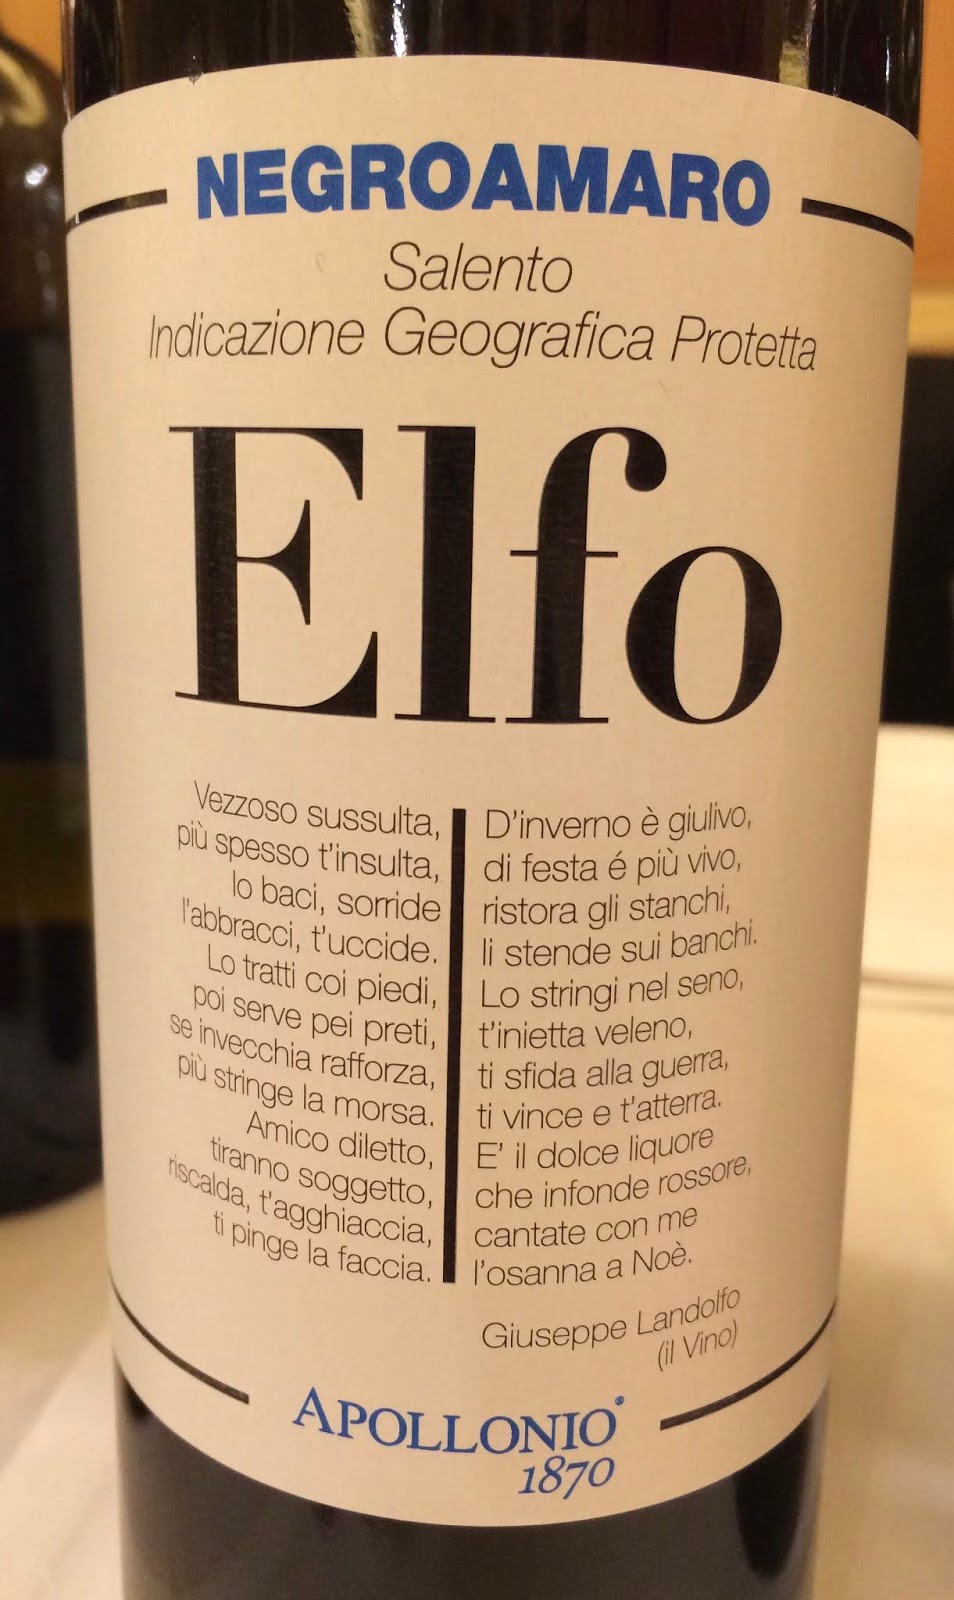 NEGROAMARO
Salento
Indicazione Geografica Protetta
Elfo
Vezzoso sussulta,
più spesso t'insulta,
lo baci, sorride
l'abbracci, t'uccide.
Lo tratti coi piedi,
poi serve pei preti,
se invecchia rafforza,
più stringe la morsa.
Amico diletto,
tiranno soggetto,
riscalda, t'agghiaccia,
ti pinge la faccia.
D'inverno è giulivo,
di festa é più vivo,
ristora gli stanchi,
li stende sui banchi.
Lo stringi nel seno,
t'inietta veleno,
ti sfida alla guerra,
ti vince e t'atterra.
E' il dolce liquore
che infonde rossore,
cantate con me
l'osanna a Noè.
Giuseppe Landolfo
(il Vino)
APOLLONIO®
1870